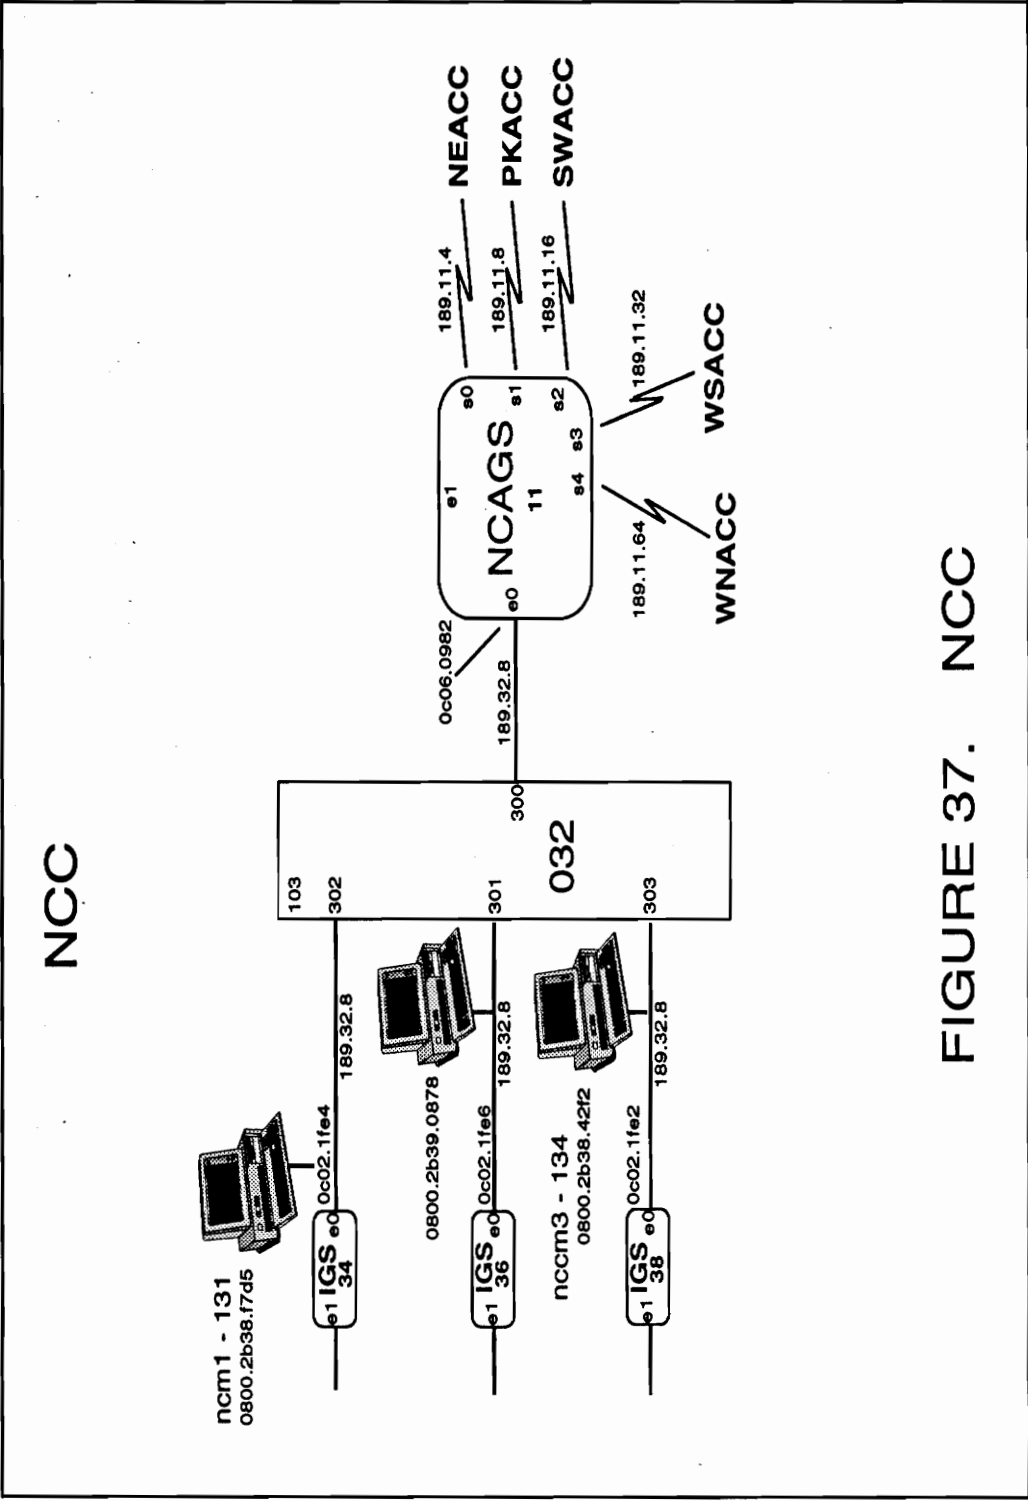 NCC
ncm1 - 131
0800.2b38.f7d5
e1 IGS e0
34
0c02.1fe4
189.32.8
0800.2b39.0878
e1 IGS e0
36
0c02.1fe6
189.32.8
nccm3 - 134
0800.2b38.42f2
e1 IGS e0
38
0c02.1fe2
189.32.8
103
302
301
303
032
300
0c06.0982
189.32.8
e1
e0 NCAGS
11
s0
s1
s2
s3
s4
189.11.4
NEACC
189.11.8
PKACC
189.11.16
SWACC
189.11.32
WSACC
189.11.64
WNACC
FIGURE 37. NCC